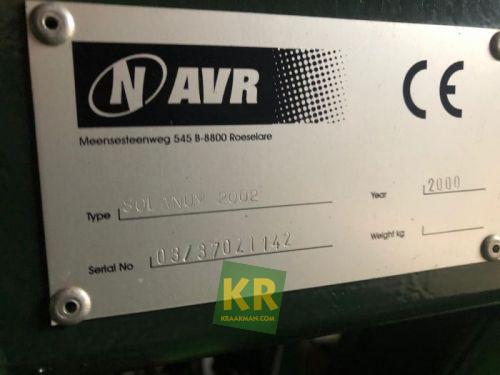 N AVR
CE
Meensesteenweg 545 B-8800 Roeselare
Type SOLANUM 2002
Year 2000
Serial No 03/37041142
Weight kg
KR
KRAAKMAN.COM